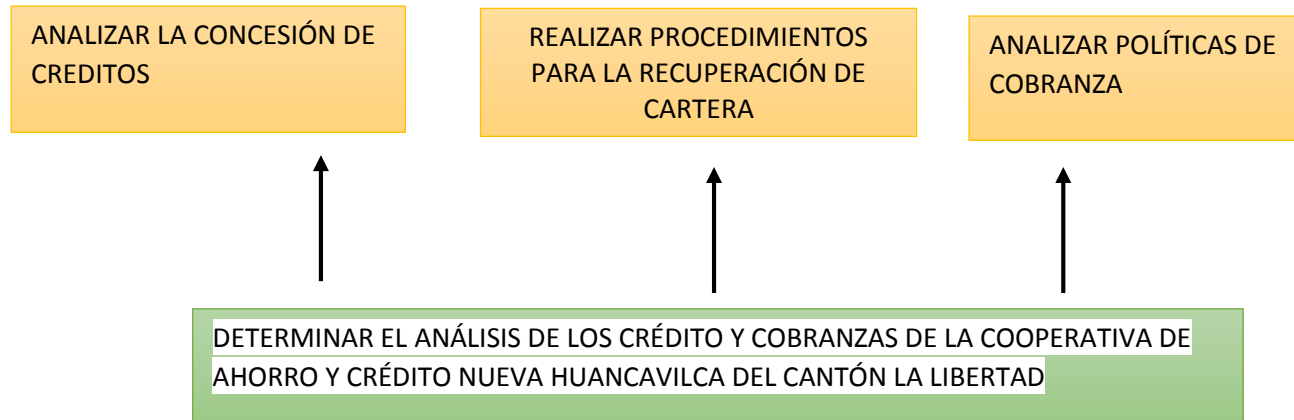 ANALIZAR LA CONCESIÓN DE
CREDITOS
REALIZAR PROCEDIMIENTOS
PARA LA RECUPERACIÓN DE
CARTERA
ANALIZAR POLÍTICAS DE
COBRANZA
DETERMINAR EL ANÁLISIS DE LOS CRÉDITO Y COBRANZAS DE LA COOPERATIVA DE
AHORRO Y CRÉDITO NUEVA HUANCAVILCA DEL CANTÓN LA LIBERTAD